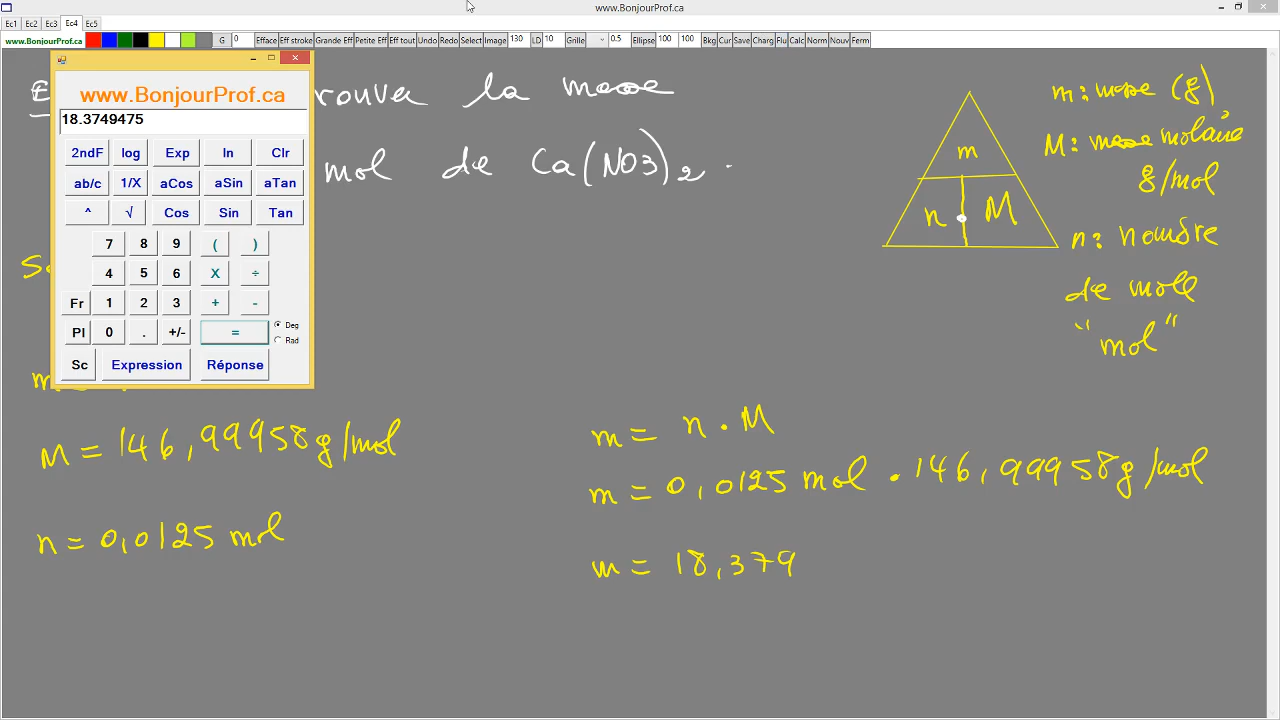 www.BonjourProf.ca
Ec1 Ec2 Ec3 Ec4 Ec5
www.BonjourProf.ca G 0 Efface Eff stroke Grande Eff Petite Eff Eff tout Undo Redo Select Image 130 LD 10 Grille 0.5 Ellipse 100 100 Bkg Cur Save Charg Flu Calc Norm Nouv Ferm
www.BonjourProf.ca
18.3749475
2ndF log Exp ln Clr
ab/c 1/X aCos aSin aTan
^ √ Cos Sin Tan
7 8 9 ( )
4 5 6 X ÷
Fr 1 2 3 + -
PI 0 . +/- = Deg
Rad
Sc Expression Réponse
rouver la masse
mol de Ca(NO3)2
m
n M
m: masse (g)
M: masse molaire
g/mol
n: nombre
de mole
"mol"
M = 146,99958g/mol
n = 0,0125 mol
m = n . M
m = 0,0125 mol . 146,99958g/mol
m = 18,379